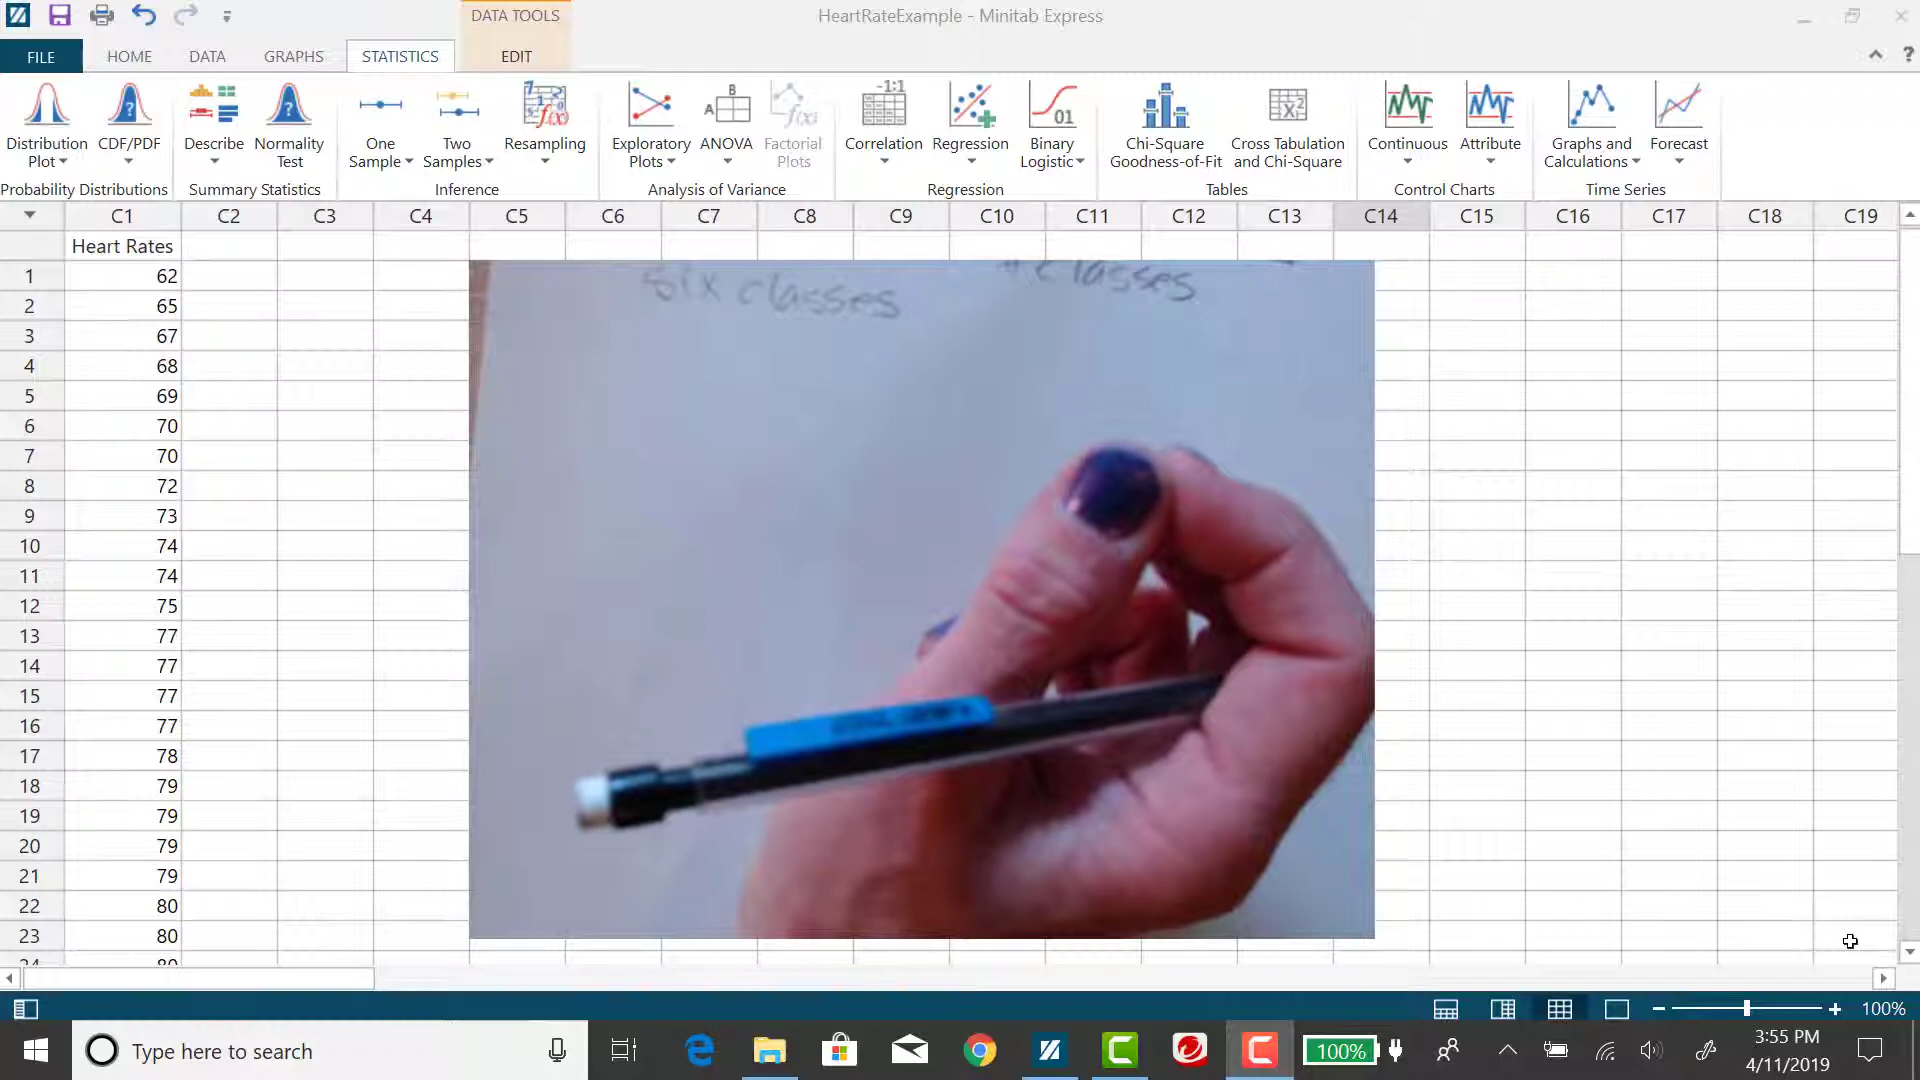 DATA TOOLS
HeartRateExample - Minitab Express
FILE HOME DATA GRAPHS STATISTICS EDIT
Distribution Plot
CDF/PDF
Describe
Normality Test
One Sample
Two Samples
Resampling
Exploratory Plots
ANOVA
Factorial Plots
Correlation
Regression
Binary Logistic
Chi-Square Goodness-of-Fit
Cross Tabulation and Chi-Square
Continuous
Attribute
Graphs and Calculations
Forecast
Probability Distributions
Summary Statistics
Inference
Analysis of Variance
Regression
Tables
Control Charts
Time Series
C1 C2 C3 C4 C5 C6 C7 C8 C9 C10 C11 C12 C13 C14 C15 C16 C17 C18 C19
Heart Rates
1 62
2 65
3 67
4 68
5 69
6 70
7 70
8 72
9 73
10 74
11 74
12 75
13 77
14 77
15 77
16 77
17 78
18 79
19 79
20 79
21 79
22 80
23 80
24 80
six classes
classes
100%
Type here to search
100%
3:55 PM
4/11/2019